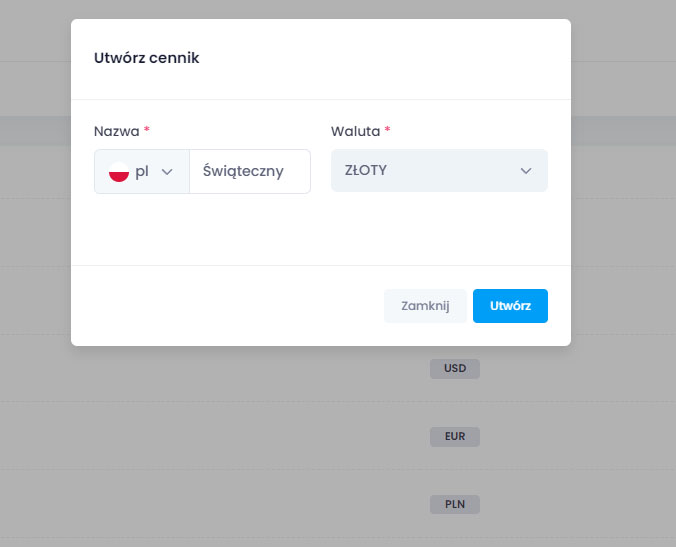 Utwórz cennik
Nazwa *
Waluta *
pl
Świąteczny
ZŁOTY
Zamknij
Utwórz
USD
EUR
PLN